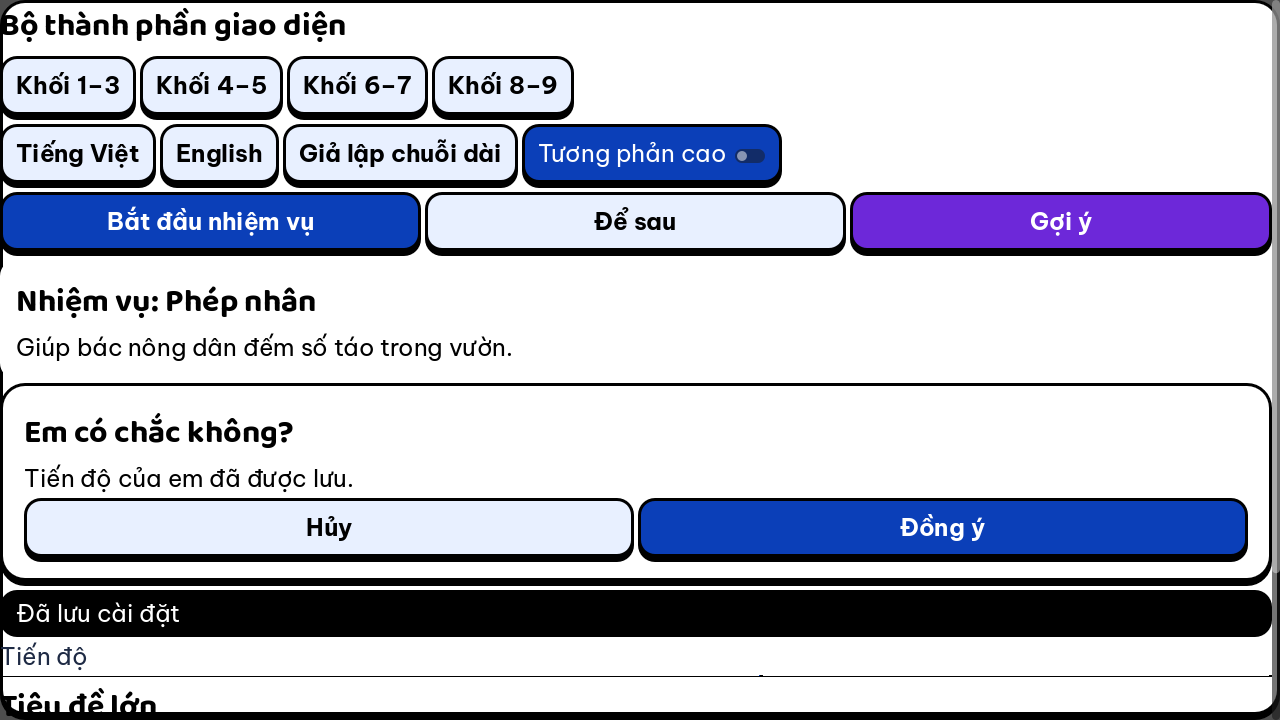 Bộ thành phần giao diện
Khối 1–3 Khối 4–5 Khối 6–7 Khối 8–9
Tiếng Việt English Giả lập chuỗi dài Tương phản cao
Bắt đầu nhiệm vụ Để sau Gợi ý
Nhiệm vụ: Phép nhân
Giúp bác nông dân đếm số táo trong vườn.
Em có chắc không?
Tiến độ của em đã được lưu.
Hủy Đồng ý
Đã lưu cài đặt
Tiến độ
Tiêu đề lớn